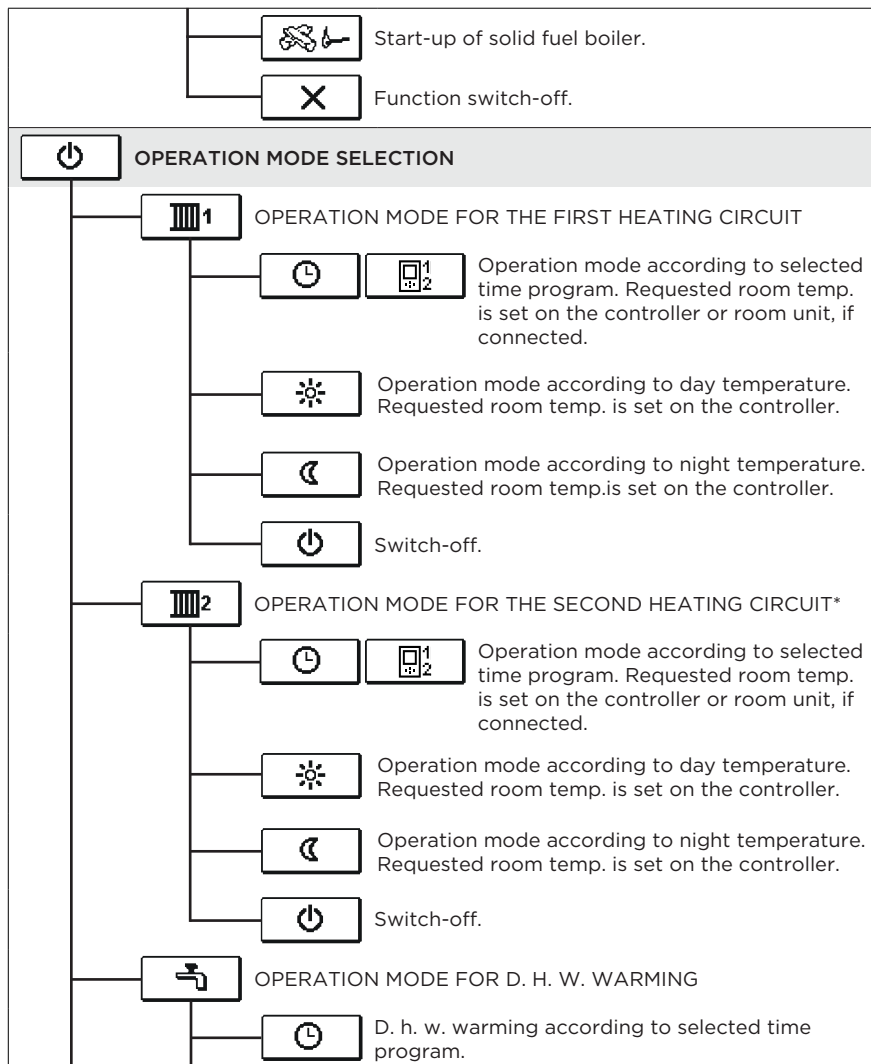 Start-up of solid fuel boiler.
Function switch-off.
OPERATION MODE SELECTION
1
OPERATION MODE FOR THE FIRST HEATING CIRCUIT
1
2
Operation mode according to selected
time program. Requested room temp.
is set on the controller or room unit, if
connected.
Operation mode according to day temperature.
Requested room temp. is set on the controller.
Operation mode according to night temperature.
Requested room temp.is set on the controller.
Switch-off.
2
OPERATION MODE FOR THE SECOND HEATING CIRCUIT*
1
2
Operation mode according to selected
time program. Requested room temp.
is set on the controller or room unit, if
connected.
Operation mode according to day temperature.
Requested room temp. is set on the controller.
Operation mode according to night temperature.
Requested room temp. is set on the controller.
Switch-off.
OPERATION MODE FOR D. H. W. WARMING
D. h. w. warming according to selected time
program.